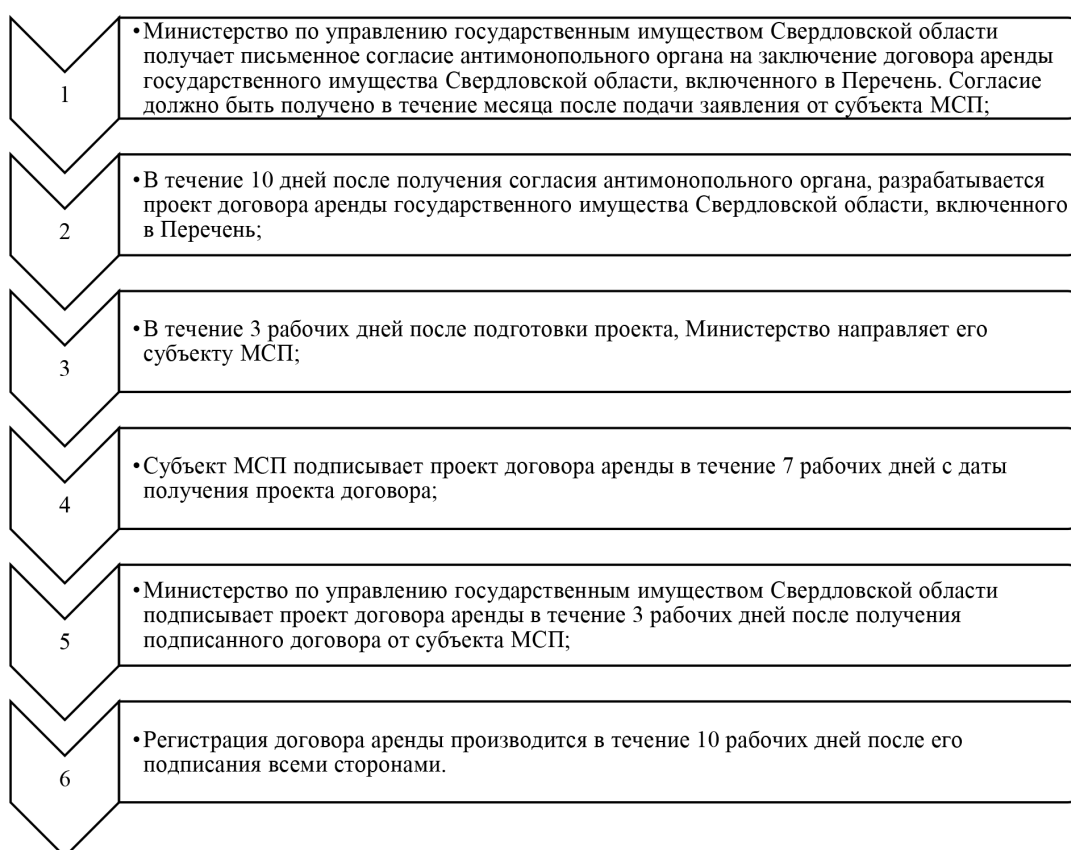 1
•Министерство по управлению государственным имуществом Свердловской области
получает письменное согласие антимонопольного органа на заключение договора аренды
государственного имущества Свердловской области, включенного в Перечень. Согласие
должно быть получено в течение месяца после подачи заявления от субъекта МСП;
2
•В течение 10 дней после получения согласия антимонопольного органа, разрабатывается
проект договора аренды государственного имущества Свердловской области, включенного
в Перечень;
3
•В течение 3 рабочих дней после подготовки проекта, Министерство направляет его
субъекту МСП;
4
•Субъект МСП подписывает проект договора аренды в течение 7 рабочих дней с даты
получения проекта договора;
5
•Министерство по управлению государственным имуществом Свердловской области
подписывает проект договора аренды в течение 3 рабочих дней после получения
подписанного договора от субъекта МСП;
6
•Регистрация договора аренды производится в течение 10 рабочих дней после его
подписания всеми сторонами.